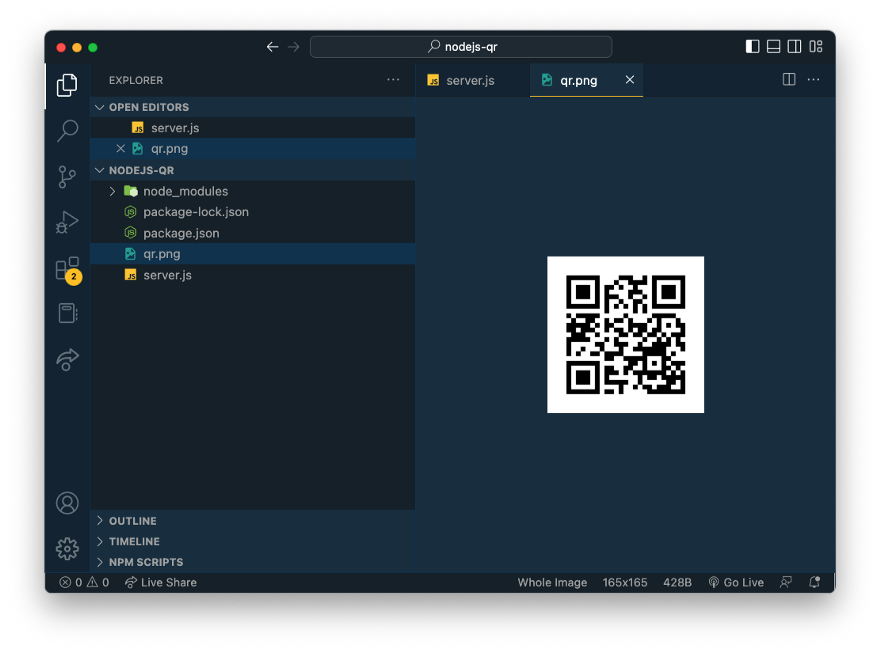 nodejs-qr
EXPLORER
server.js
qr.png
OPEN EDITORS
server.js
qr.png
NODEJS-QR
node_modules
package-lock.json
package.json
qr.png
server.js
2
OUTLINE
TIMELINE
NPM SCRIPTS
0 0 Live Share Whole Image 165x165 428B Go Live